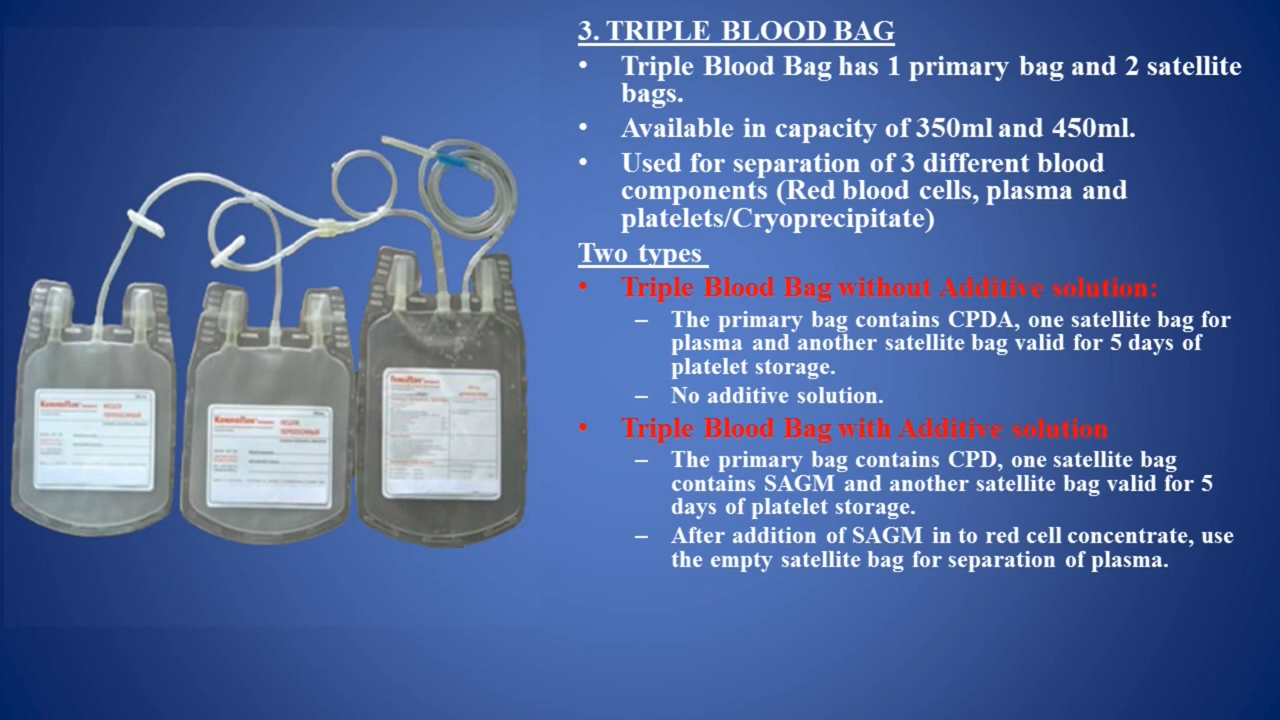 3. TRIPLE BLOOD BAG
• Triple Blood Bag has 1 primary bag and 2 satellite
bags.
• Available in capacity of 350ml and 450ml.
• Used for separation of 3 different blood
components (Red blood cells, plasma and
platelets/Cryoprecipitate)
Two types
• Triple Blood Bag without Additive solution:
– The primary bag contains CPDA, one satellite bag for
plasma and another satellite bag valid for 5 days of
platelet storage.
– No additive solution.
• Triple Blood Bag with Additive solution
– The primary bag contains CPD, one satellite bag
contains SAGM and another satellite bag valid for 5
days of platelet storage.
– After addition of SAGM in to red cell concentrate, use
the empty satellite bag for separation of plasma.